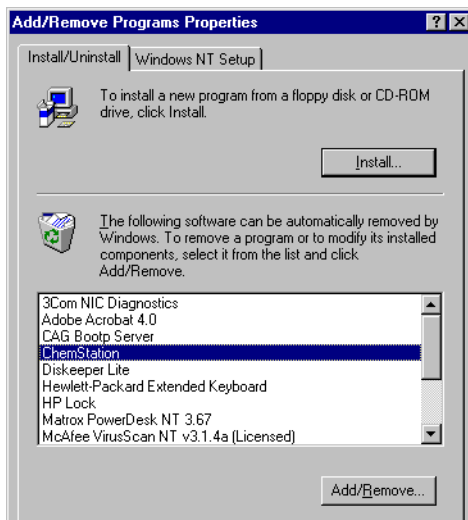 Add/Remove Programs Properties
Install/Uninstall
Windows NT Setup
To install a new program from a floppy disk or CD-ROM
drive, click Install.
Install...
The following software can be automatically removed by
Windows. To remove a program or to modify its installed
components, select it from the list and click
Add/Remove.
3Com NIC Diagnostics
Adobe Acrobat 4.0
CAG Bootp Server
ChemStation
Diskeeper Lite
Hewlett-Packard Extended Keyboard
HP Lock
Matrox PowerDesk NT 3.67
McAfee VirusScan NT v3.1.4a (Licensed)
Add/Remove...